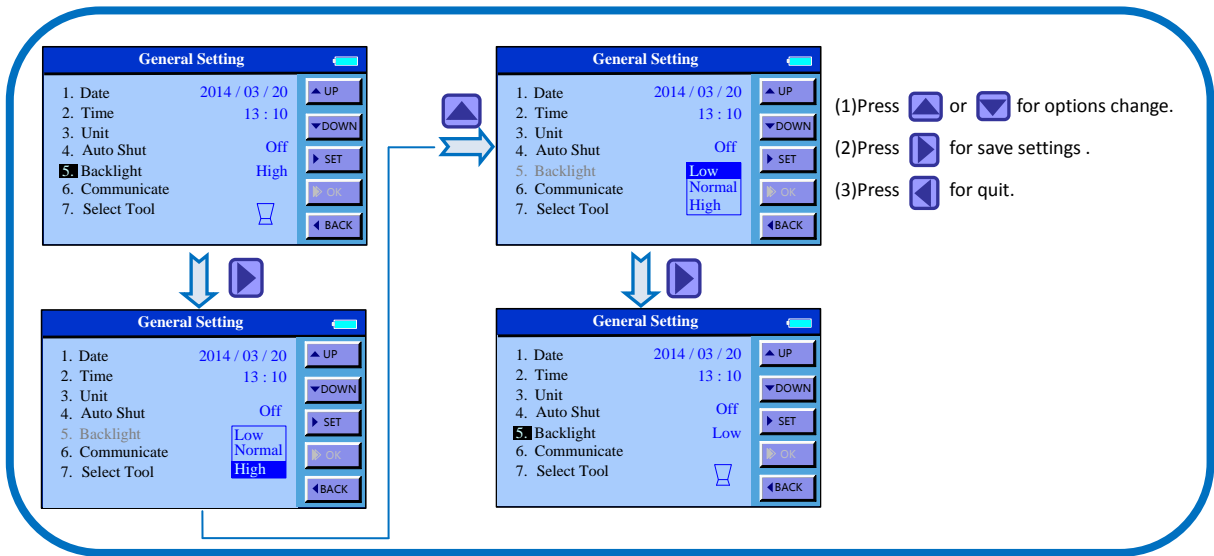 General Setting
1. Date 2014 / 03 / 20
2. Time 13 : 10
3. Unit
4. Auto Shut Off
5. Backlight High
6. Communicate
7. Select Tool
UP
DOWN
SET
OK
BACK
General Setting
1. Date 2014 / 03 / 20
2. Time 13 : 10
3. Unit
4. Auto Shut Off
5. Backlight
6. Communicate
7. Select Tool
Low
Normal
High
UP
DOWN
SET
OK
BACK
General Setting
1. Date 2014 / 03 / 20
2. Time 13 : 10
3. Unit
4. Auto Shut Off
5. Backlight
6. Communicate
7. Select Tool
Low
Normal
High
UP
DOWN
SET
OK
BACK
General Setting
1. Date 2014 / 03 / 20
2. Time 13 : 10
3. Unit
4. Auto Shut Off
5. Backlight Low
6. Communicate
7. Select Tool
UP
DOWN
SET
OK
BACK
(1)Press or for options change.
(2)Press for save settings .
(3)Press for quit.